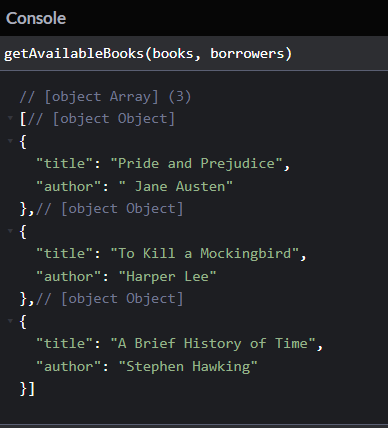 Console
getAvailableBooks(books, borrowers)
// [object Array] (3)
[// [object Object]
{
"title": "Pride and Prejudice",
"author": " Jane Austen"
},// [object Object]
{
"title": "To Kill a Mockingbird",
"author": "Harper Lee"
},// [object Object]
{
"title": "A Brief History of Time",
"author": "Stephen Hawking"
}]